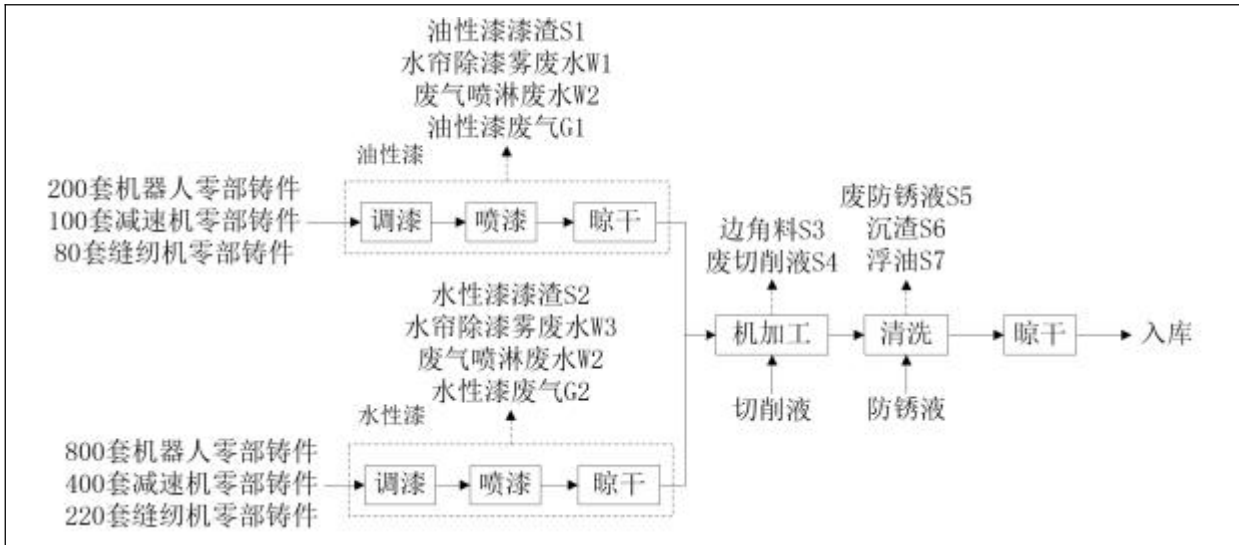 油性漆漆渣S1
水帘除漆雾废水W1
废气喷淋废水W2
油性漆废气G1
油性漆
200套机器人零部铸件
100套减速机零部铸件
80套缝纫机零部铸件
调漆
喷漆
晾干
水性漆漆渣S2
水帘除漆雾废水W3
废气喷淋废水W2
水性漆废气G2
水性漆
800套机器人零部铸件
400套减速机零部铸件
220套缝纫机零部铸件
调漆
喷漆
晾干
边角料S3
废切削液S4
机加工
切削液
废防锈液S5
沉渣S6
浮油S7
清洗
防锈液
晾干
入库